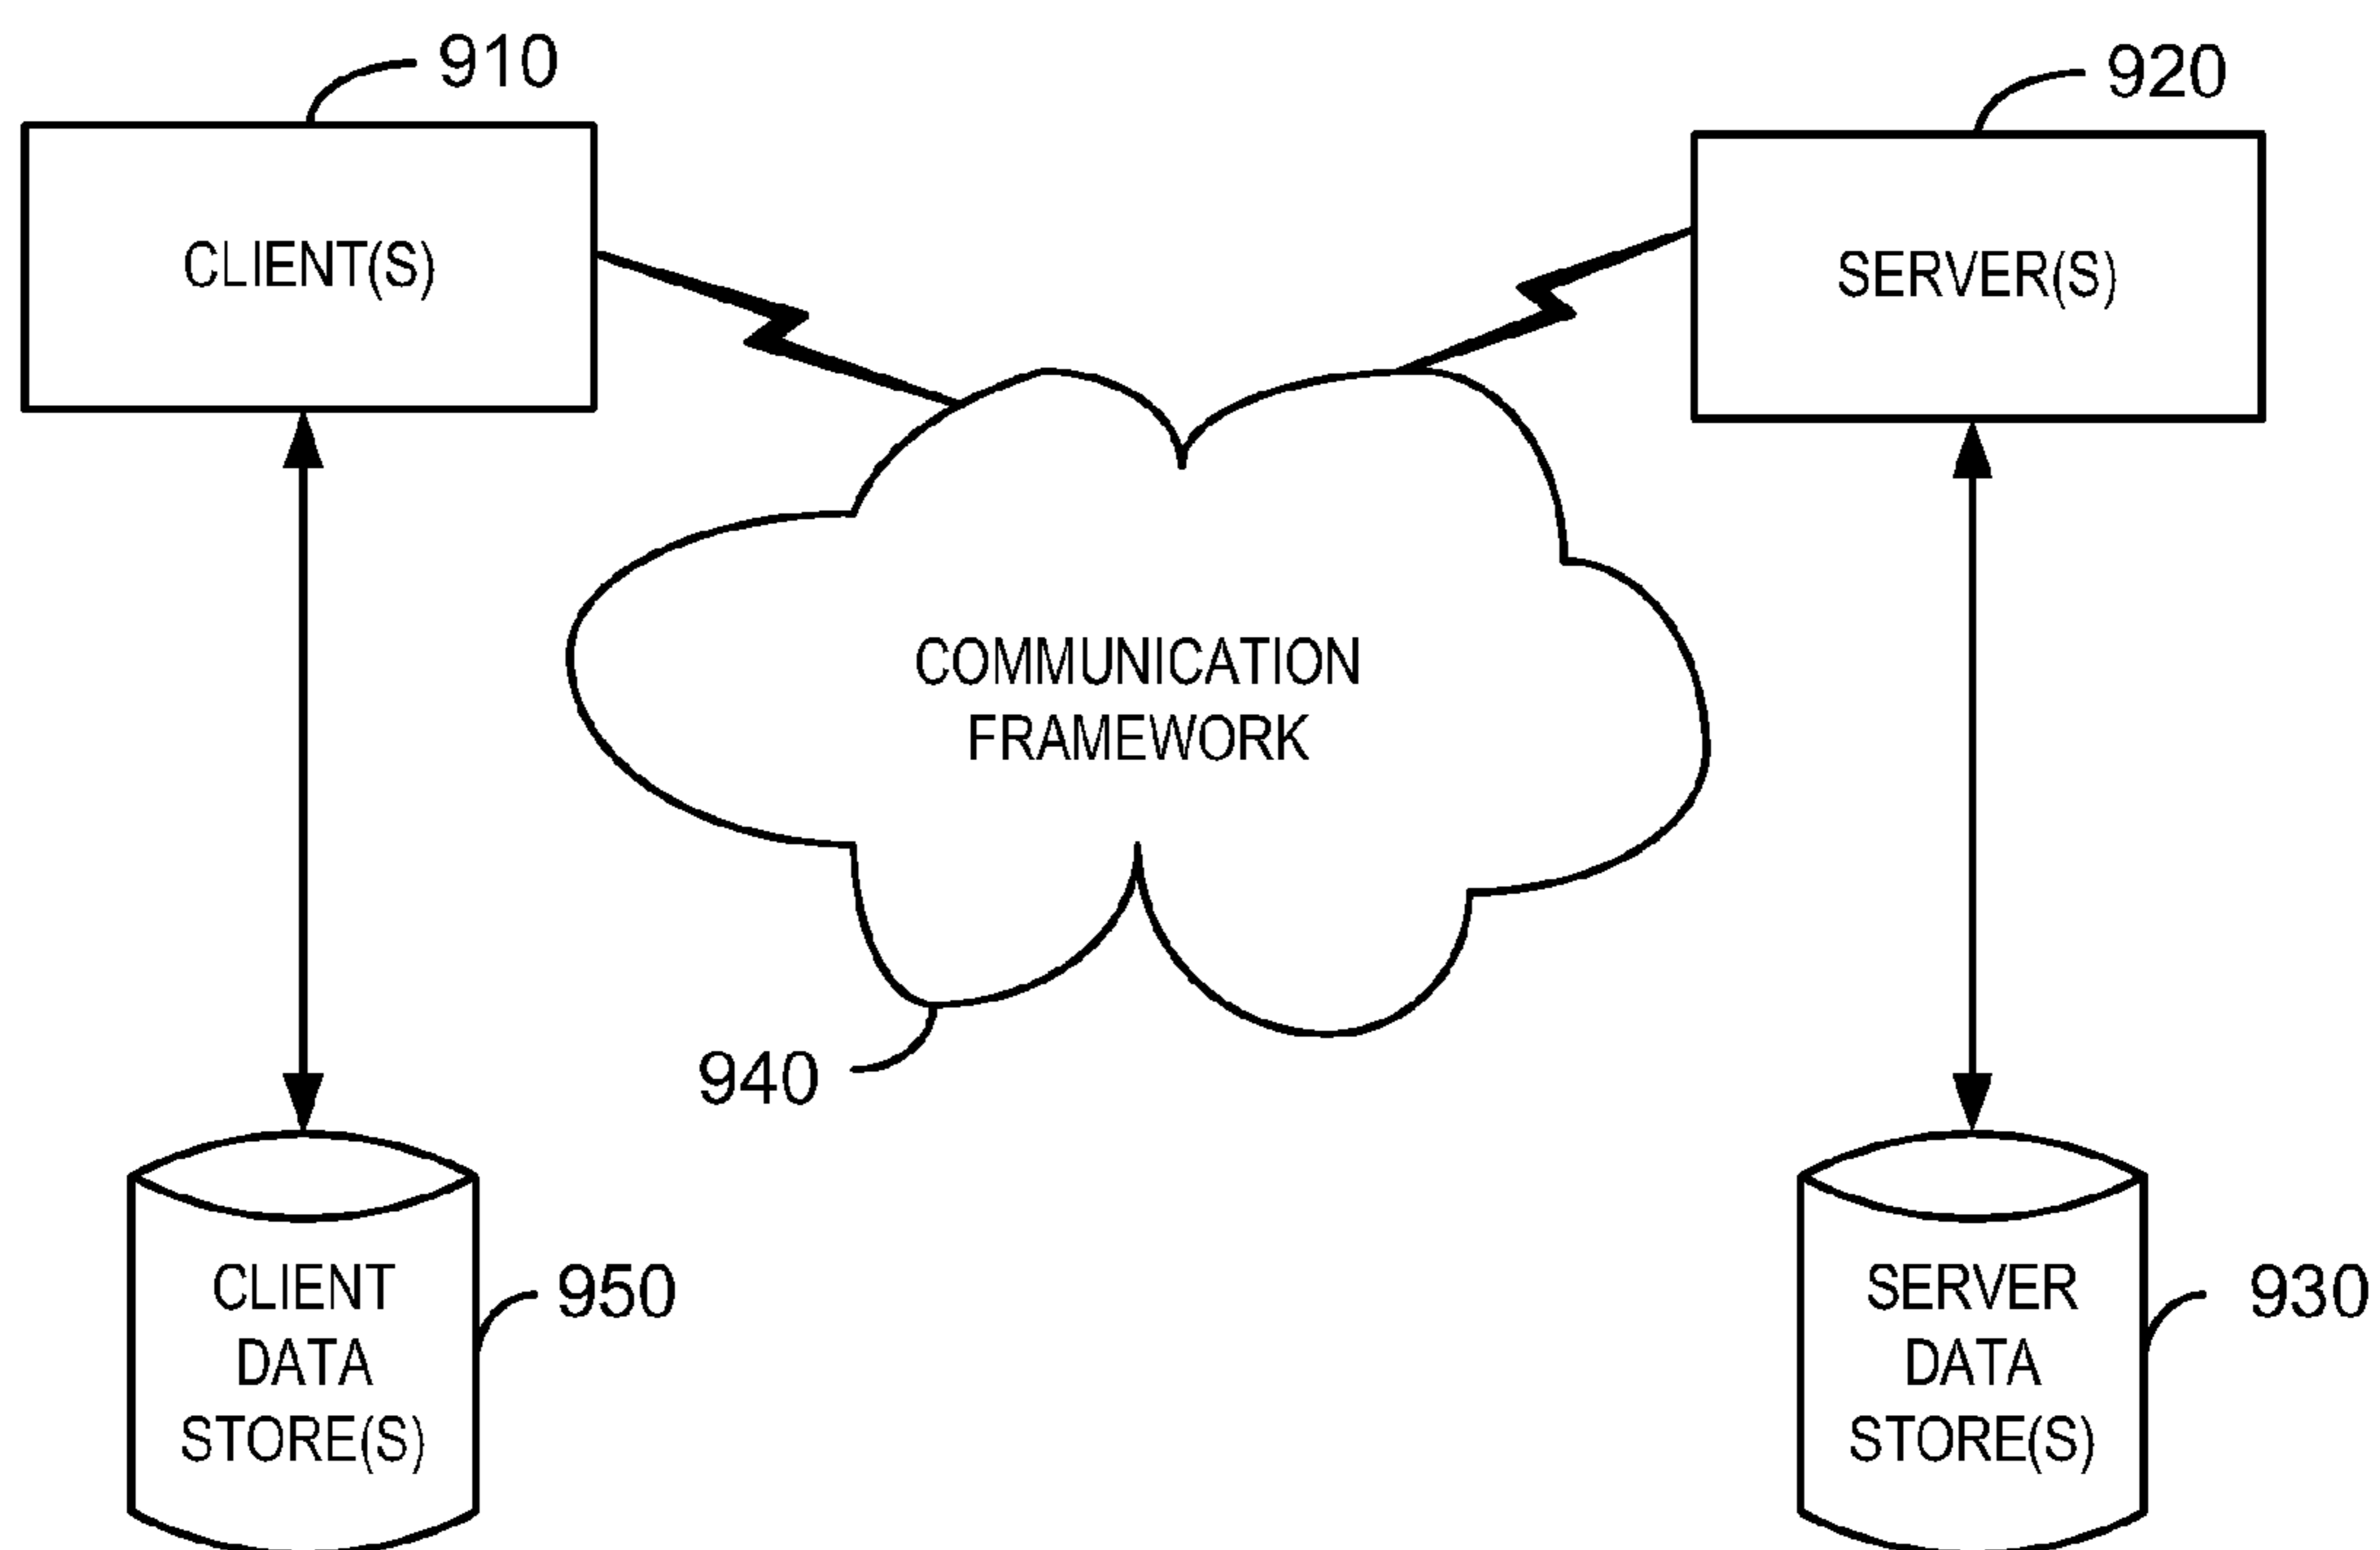 910
920
CLIENT(S)
SERVER(S)
COMMUNICATION
FRAMEWORK
940
CLIENT
DATA
STORE(S)
950
SERVER
DATA
STORE(S)
930